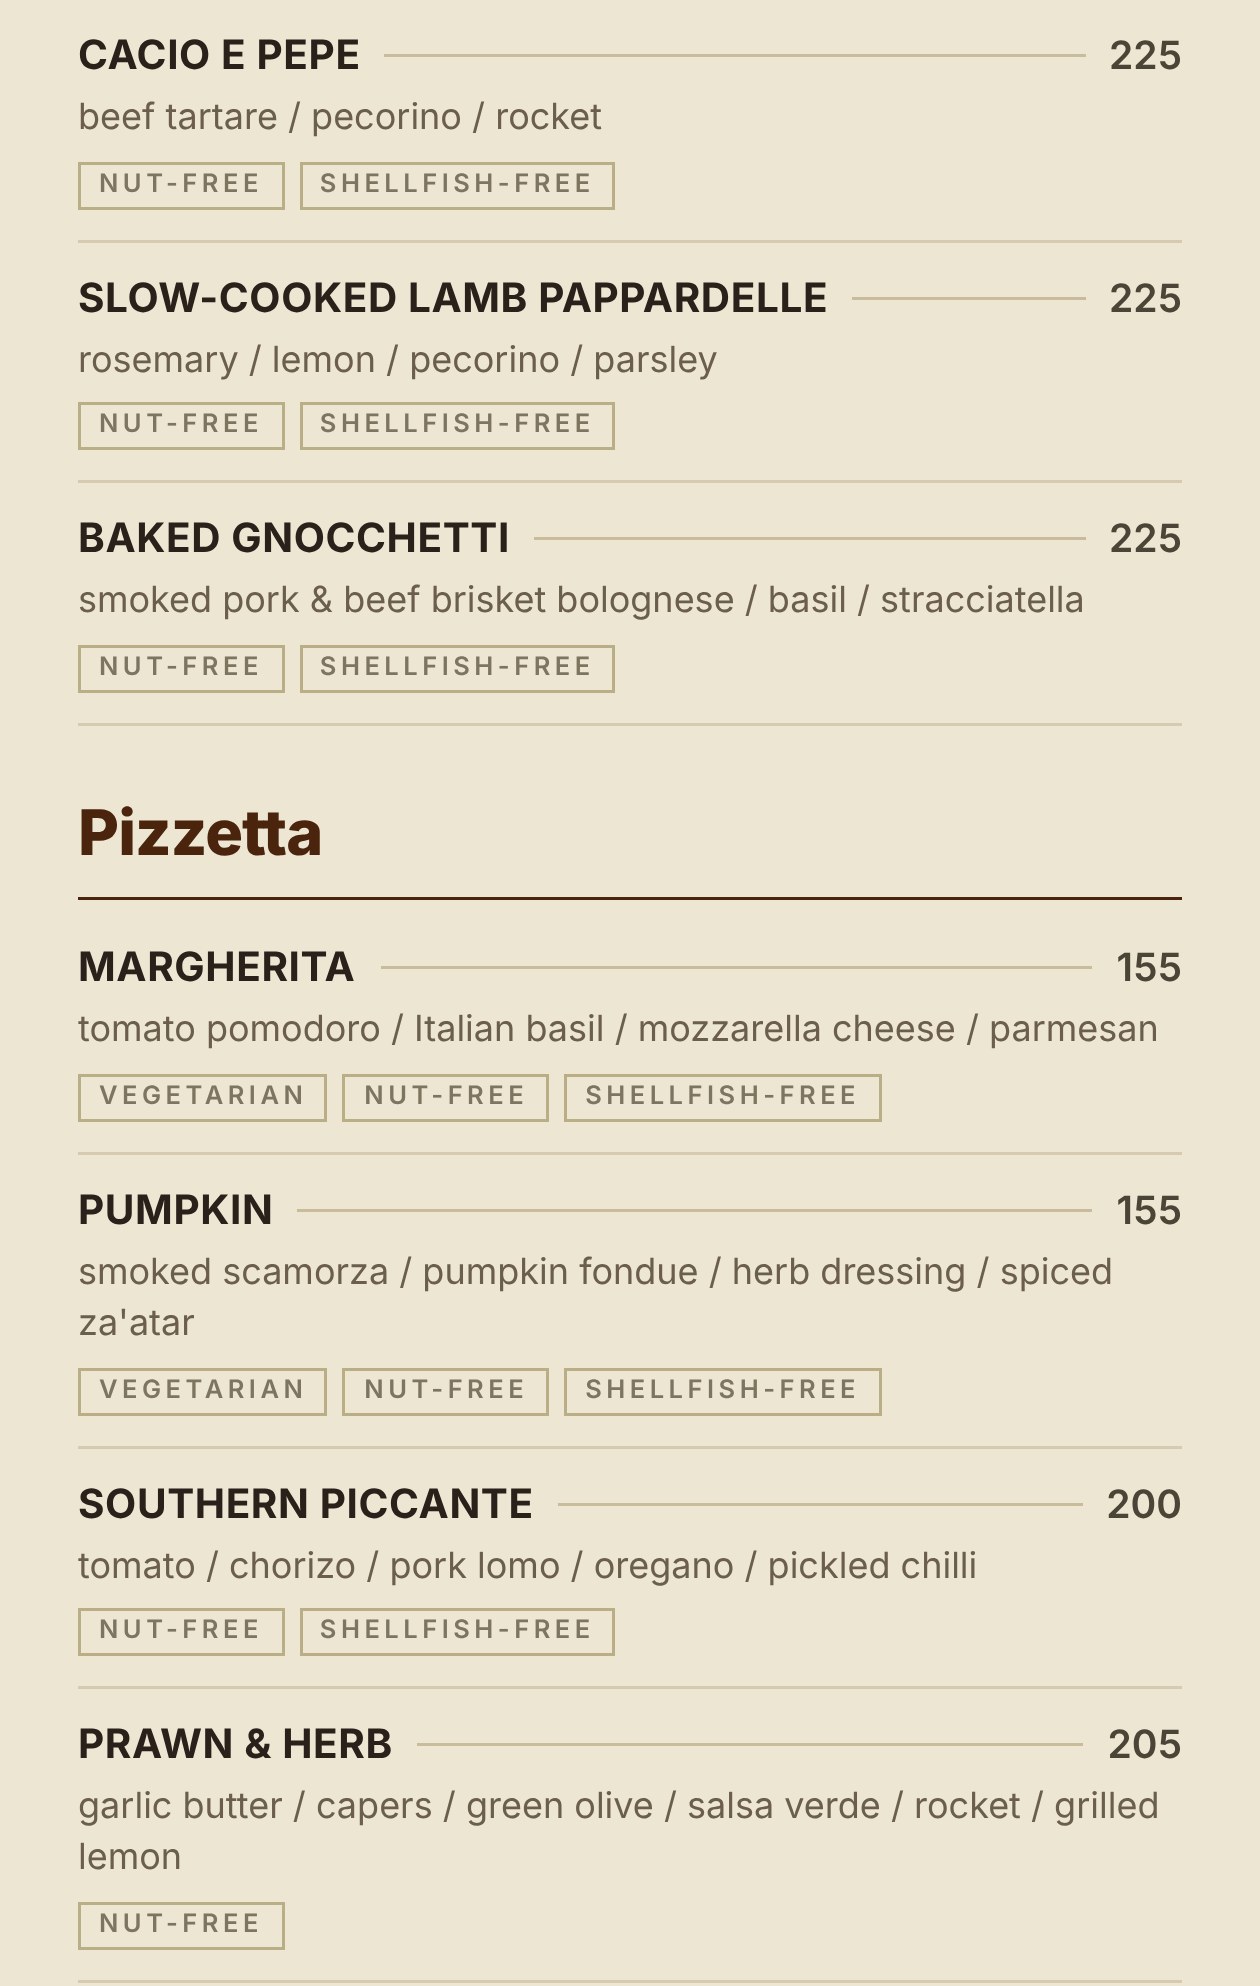 CACIO E PEPE 225
beef tartare / pecorino / rocket
NUT-FREE SHELLFISH-FREE
SLOW-COOKED LAMB PAPPARDELLE 225
rosemary / lemon / pecorino / parsley
NUT-FREE SHELLFISH-FREE
BAKED GNOCCHETTI 225
smoked pork & beef brisket bolognese / basil / stracciatella
NUT-FREE SHELLFISH-FREE
Pizzetta
MARGHERITA 155
tomato pomodoro / Italian basil / mozzarella cheese / parmesan
VEGETARIAN NUT-FREE SHELLFISH-FREE
PUMPKIN 155
smoked scamorza / pumpkin fondue / herb dressing / spiced
za'atar
VEGETARIAN NUT-FREE SHELLFISH-FREE
SOUTHERN PICCANTE 200
tomato / chorizo / pork lomo / oregano / pickled chilli
NUT-FREE SHELLFISH-FREE
PRAWN & HERB 205
garlic butter / capers / green olive / salsa verde / rocket / grilled
lemon
NUT-FREE